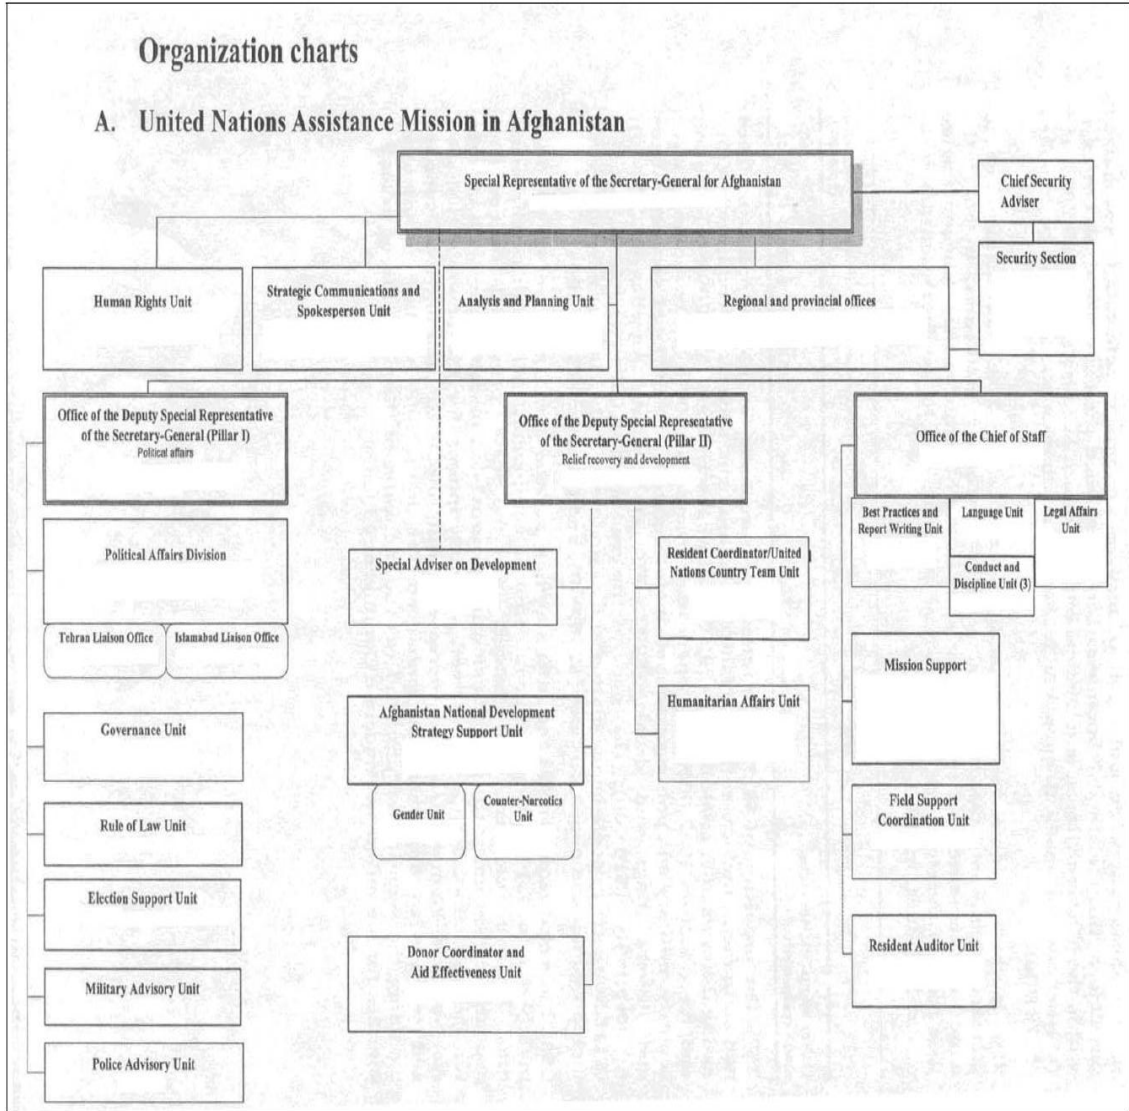 Organization charts
A. United Nations Assistance Mission in Afghanistan
Special Representative of the Secretary-General for Afghanistan
Chief Security
Adviser
Security Section
Human Rights Unit
Strategic Communications and
Spokesperson Unit
Analysis and Planning Unit
Regional and provincial offices
Office of the Deputy Special Representative
of the Secretary-General (Pillar I)
Political affairs
Office of the Deputy Special Representative
of the Secretary-General (Pillar II)
Relief recovery and development
Office of the Chief of Staff
Best Practices and
Report Writing Unit
Language Unit
Legal Affairs
Unit
Conduct and
Discipline Unit (3)
Political Affairs Division
Tehran Liaison Office
Islamabad Liaison Office
Special Adviser on Development
Resident Coordinator/United
Nations Country Team Unit
Mission Support
Governance Unit
Afghanistan National Development
Strategy Support Unit
Humanitarian Affairs Unit
Gender Unit
Counter-Narcotics
Unit
Field Support
Coordination Unit
Rule of Law Unit
Election Support Unit
Donor Coordinator and
Aid Effectiveness Unit
Resident Auditor Unit
Military Advisory Unit
Police Advisory Unit